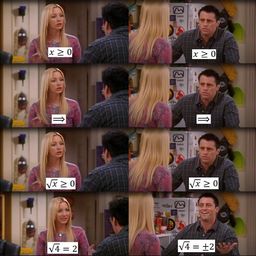 x ≥ 0
x ≥ 0
⟹
⟹
√x ≥ 0
√x ≥ 0
√4 = 2
√4 = ±2